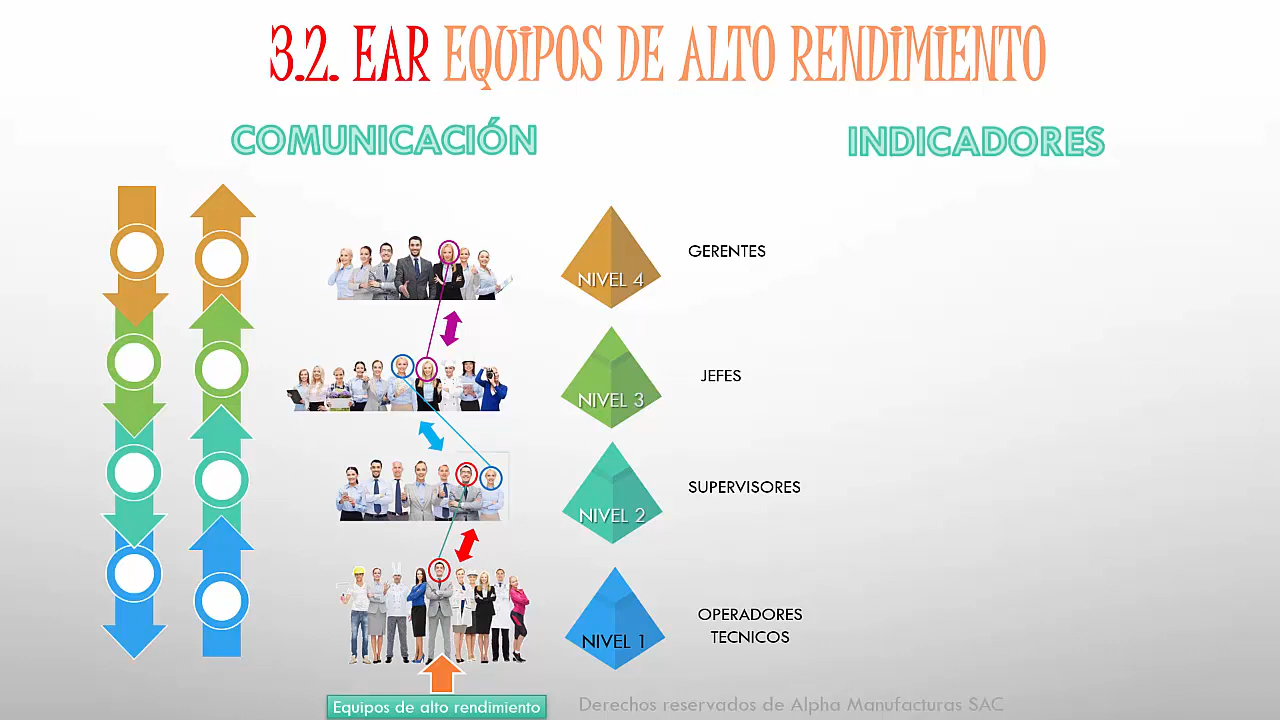 3.2. EAR EQUIPOS DE ALTO RENDIMIENTO
COMUNICACIÓN
INDICADORES
NIVEL 4
GERENTES
NIVEL 3
JEFES
NIVEL 2
SUPERVISORES
NIVEL 1
OPERADORES
TECNICOS
Equipos de alto rendimiento
Derechos reservados de Alpha Manufacturas SAC